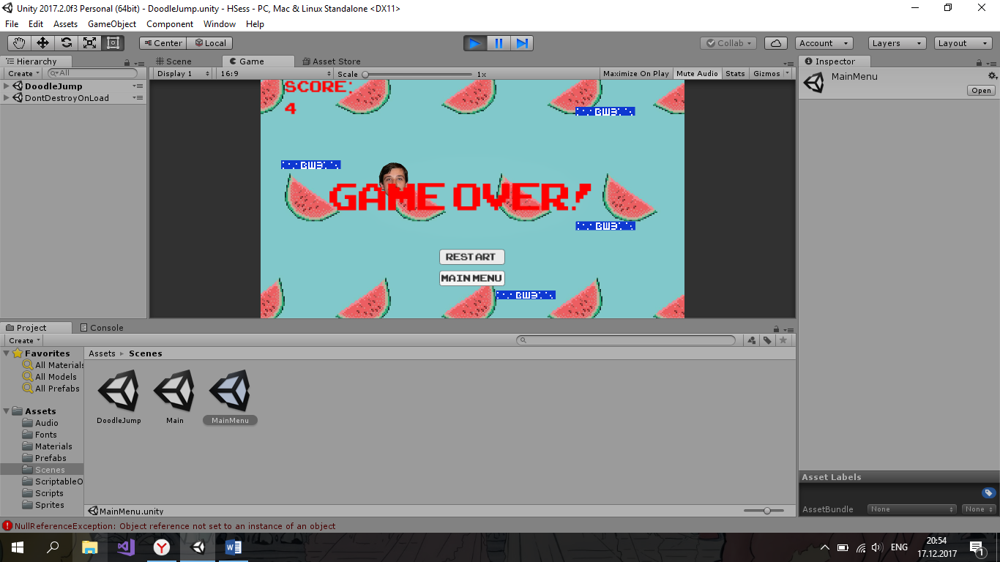 Unity 2017.2.0f3 Personal (64bit) - DoodleJump.unity - HSess - PC, Mac & Linux Standalone <DX11>
File Edit Assets GameObject Component Window Help
Center Local Collab Account Layers Layout
Hierarchy Scene Game Asset Store Inspector
Create All Display 1 16:9 Scale 1x Maximize On Play Mute Audio Stats Gizmos MainMenu
DoodleJump
Open
DontDestroyOnLoad
SCORE:
4
GAME OVER!
RESTART
MAIN MENU
Project Console
Create
Favorites
All Materials
All Models
All Prefabs
Assets
Audio
Fonts
Materials
Prefabs
Scenes
ScriptableO
Scripts
Sprites
Assets Scenes
DoodleJump Main MainMenu
MainMenu.unity
Asset Labels
AssetBundle None None
NullReferenceException: Object reference not set to an instance of an object
ENG
20:54
17.12.2017
1